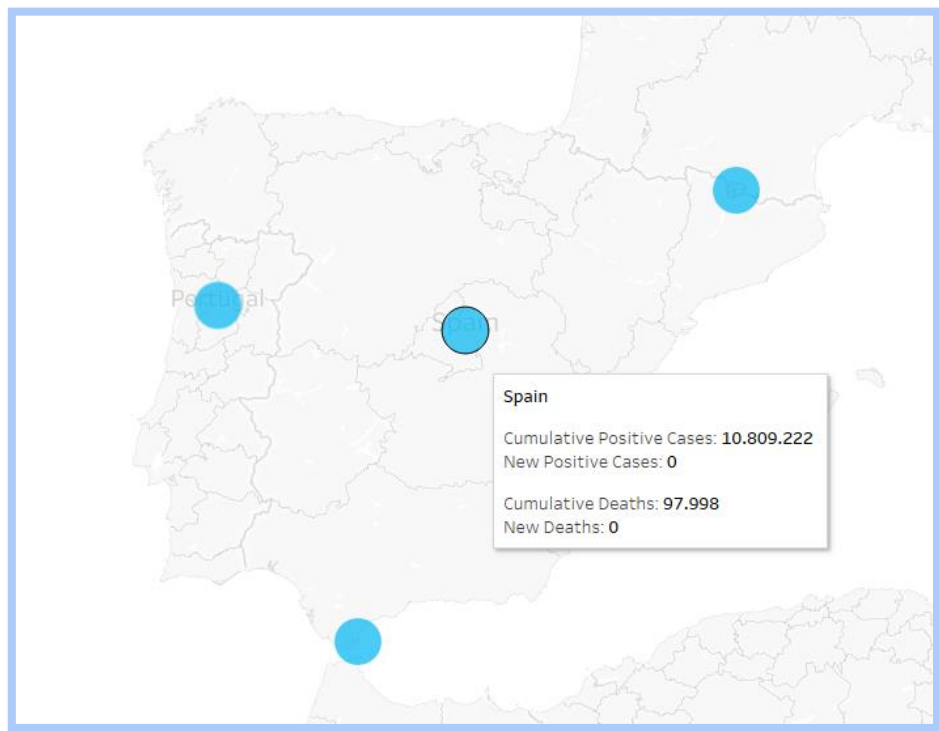 Portugal
Spain
Spain
Cumulative Positive Cases: 10.809.222
New Positive Cases: 0
Cumulative Deaths: 97.998
New Deaths: 0